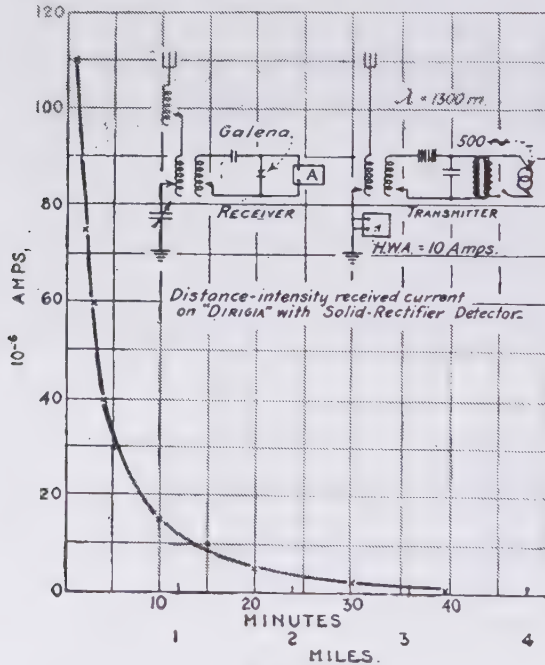 120
100
80
60
40
20
0
10⁻⁶ AMPS,
Galena.
A
RECEIVER
λ = 1300 m.
500 ~
TRANSMITTER
H.W.A. = 10 Amps.
Distance-intensity received current
on "DIRIGIA" with Solid-Rectifier Detector.
10 20 30 40
MINUTES
1 2 3 4
MILES.